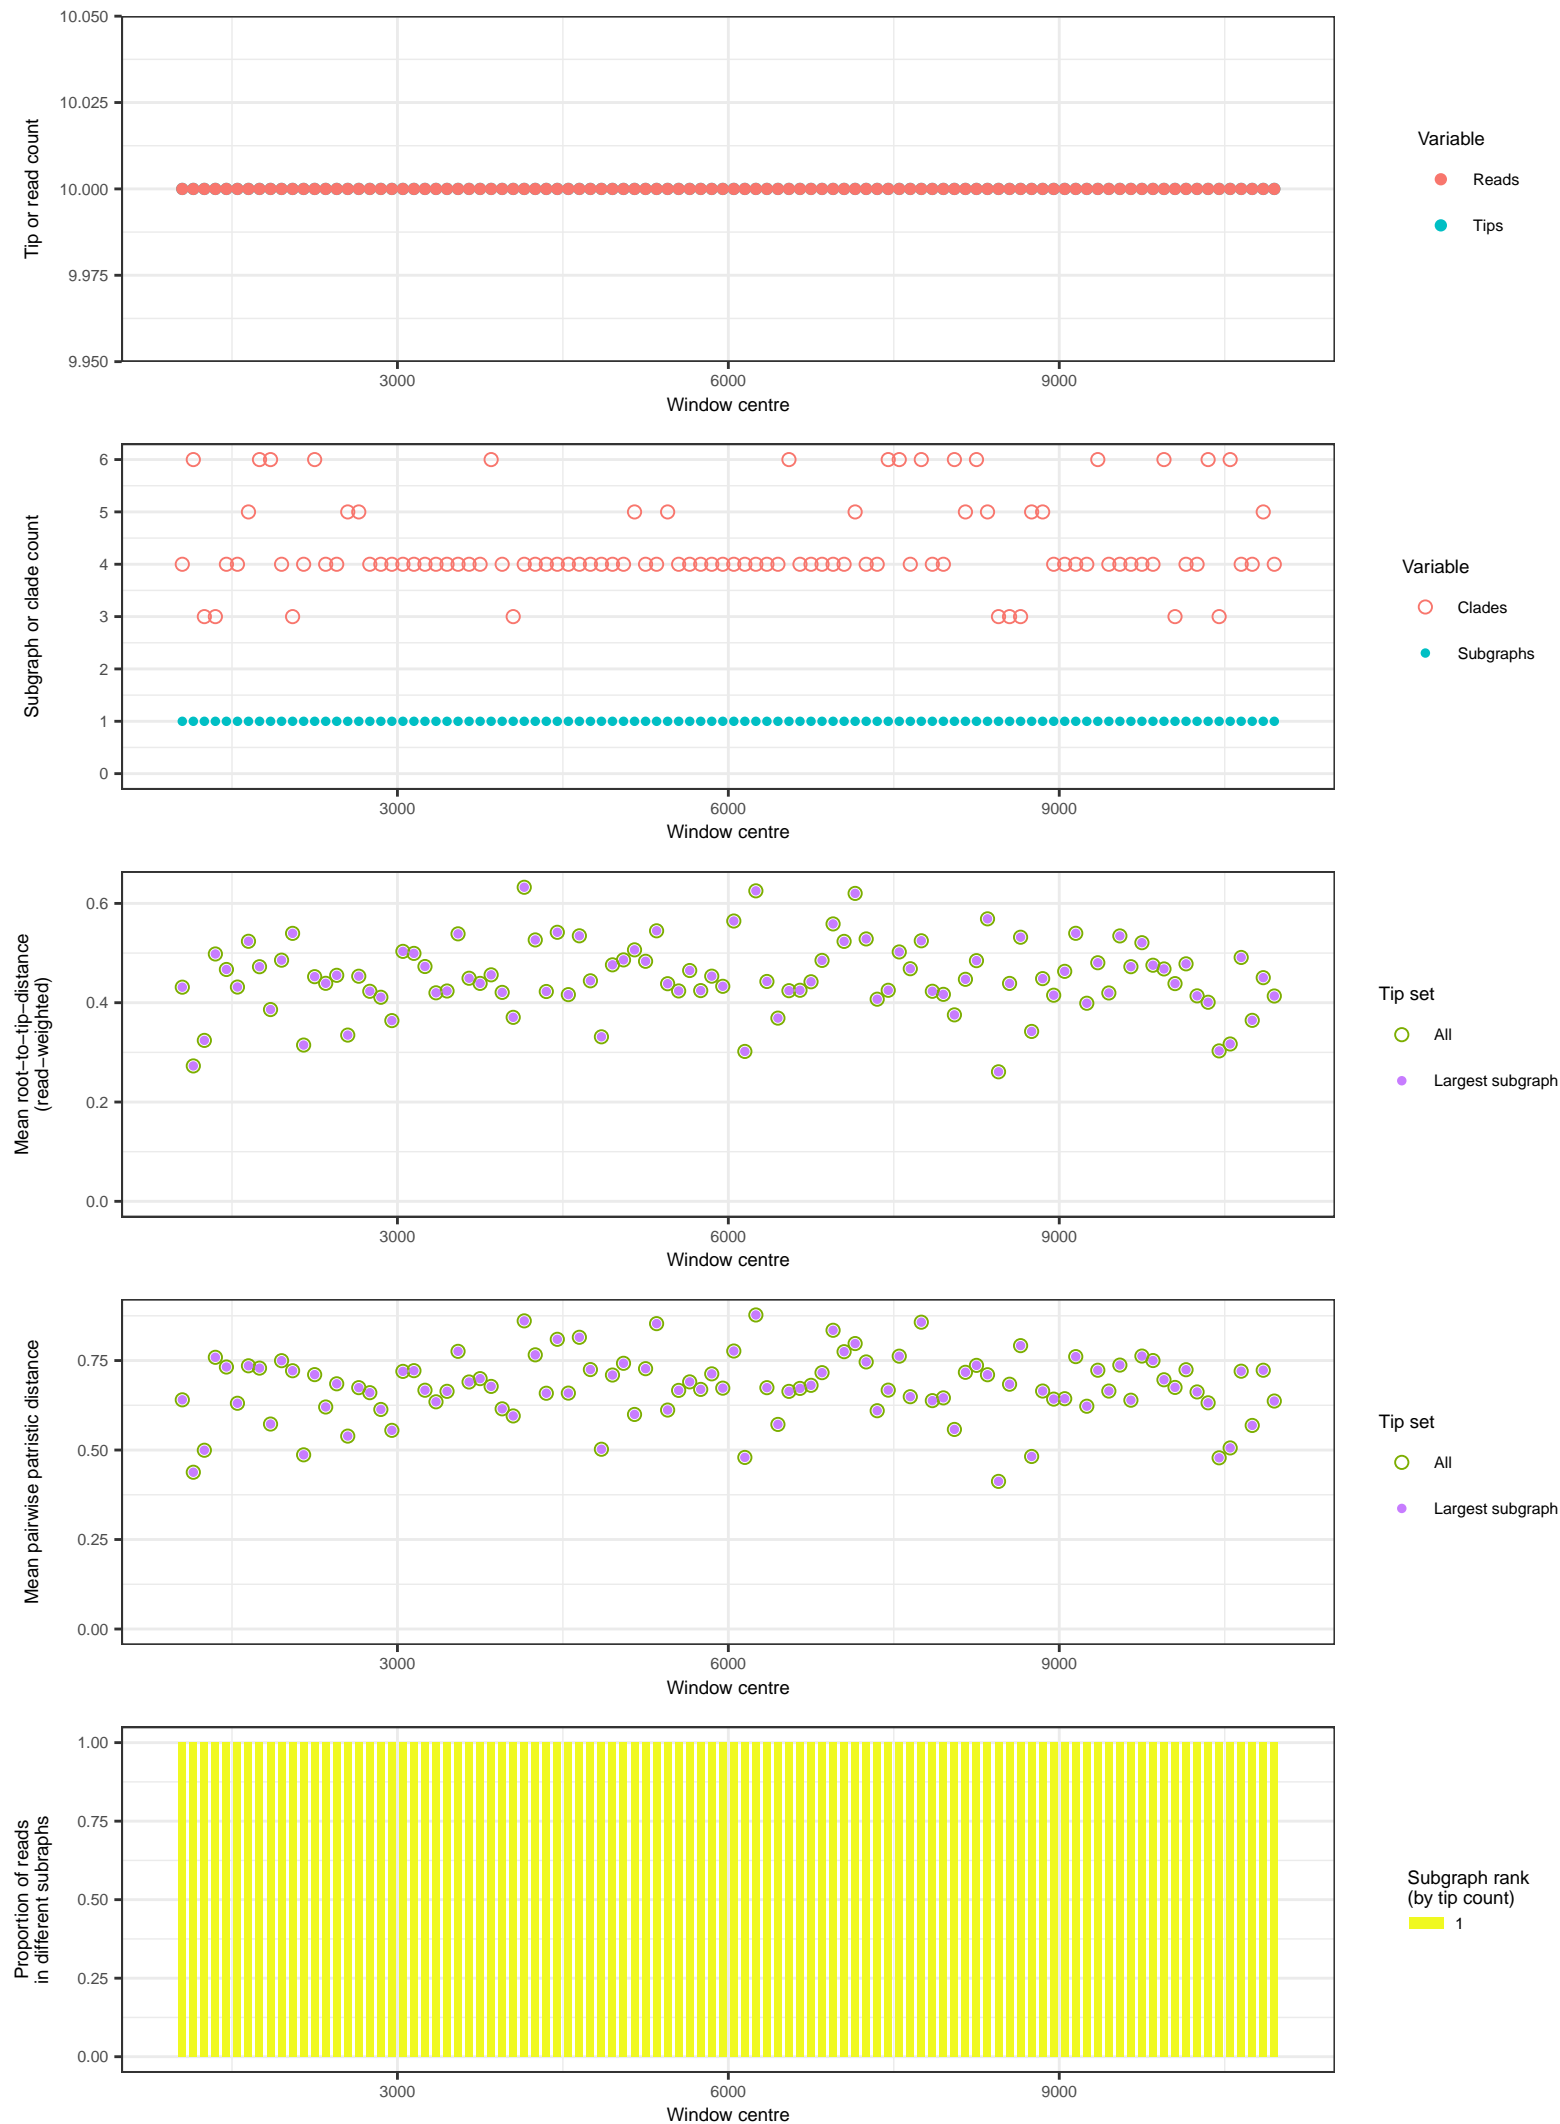 10.050
10.025
10.000
9.975
9.950
Tip or read count
3000
6000
9000
Window centre
Variable
Reads
Tips
6
5
4
3
2
1
0
Subgraph or clade count
3000
6000
9000
Window centre
Variable
Clades
Subgraphs
0.6
0.4
0.2
0.0
Mean root−to−tip−distance
(read−weighted)
3000
6000
9000
Window centre
Tip set
All
Largest subgraph
0.75
0.50
0.25
0.00
Mean pairwise patristic distance
3000
6000
9000
Window centre
Tip set
All
Largest subgraph
1.00
0.75
0.50
0.25
0.00
Proportion of reads
in different subraphs
3000
6000
9000
Window centre
Subgraph rank
(by tip count)
1